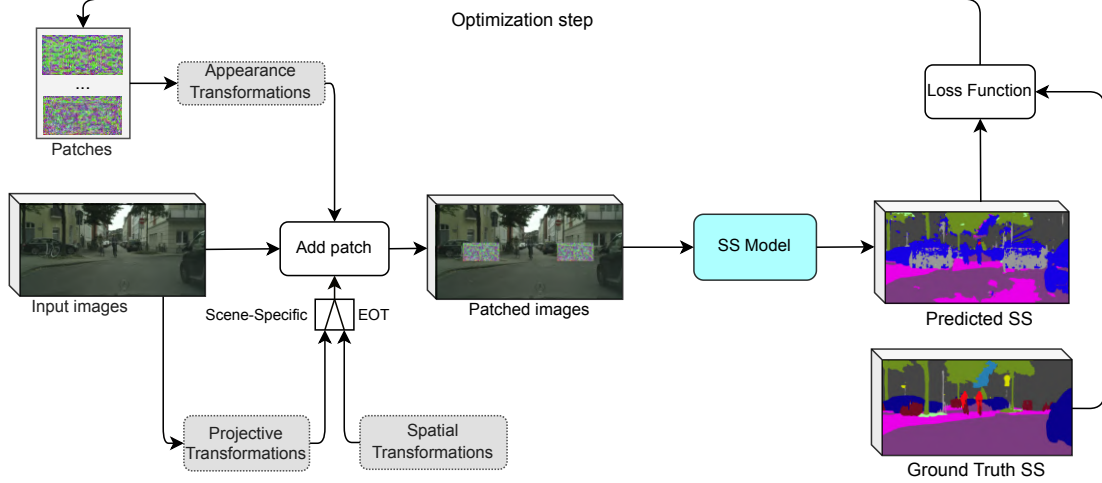 Optimization step
...
Patches
Appearance
Transformations
Loss Function
Input images
Add patch
Patched images
SS Model
Predicted SS
Scene-Specific
EOT
Projective
Transformations
Spatial
Transformations
Ground Truth SS